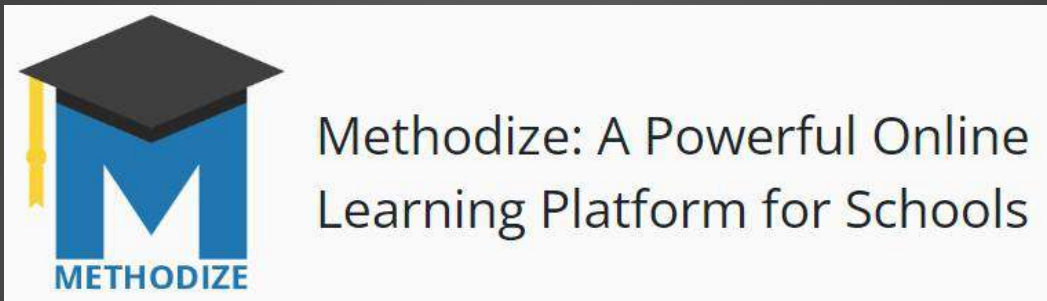 Methodize: A Powerful Online
Learning Platform for Schools
METHODIZE